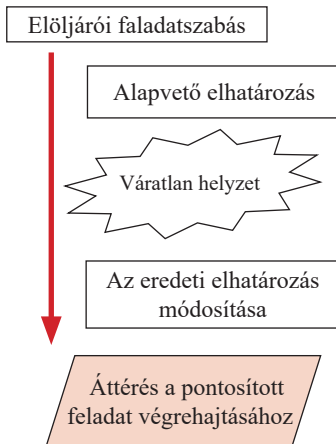 Elöljárói faladatszabás
Alapvető elhatározás
Váratlan helyzet
Az eredeti elhatározás
módosítása
Áttérés a pontosított
feladat végrehajtásához